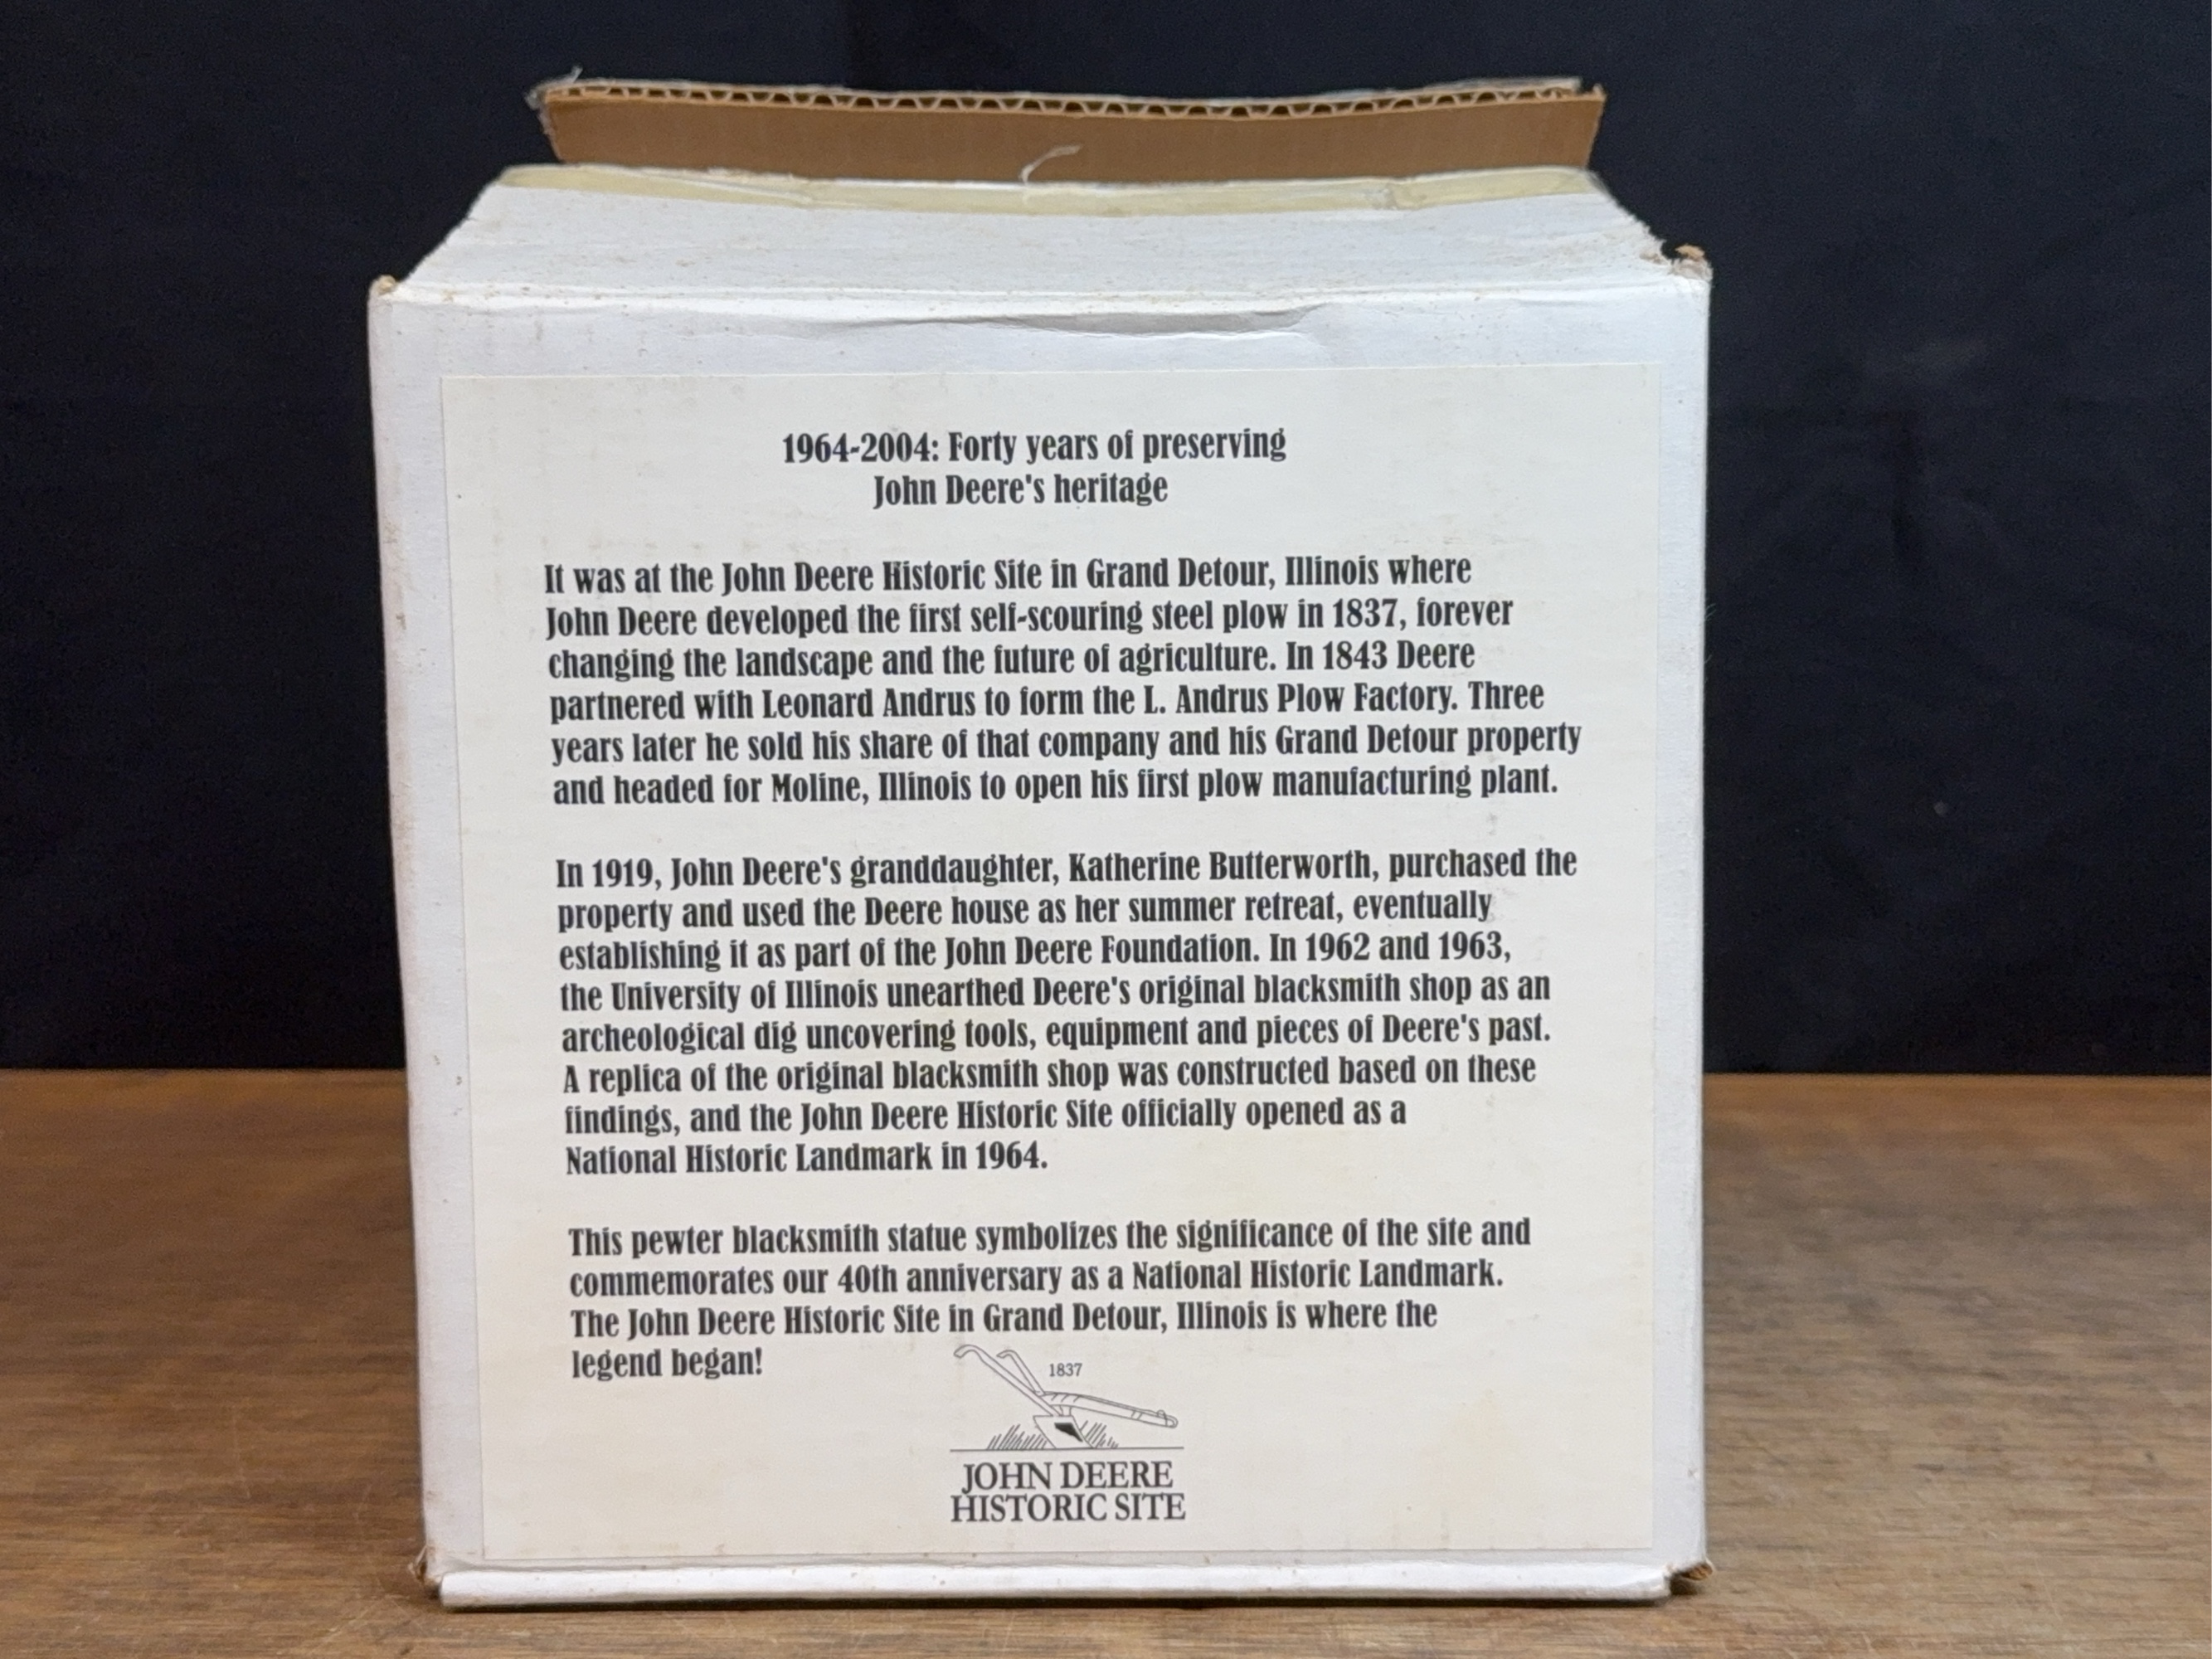 1964-2004: Forty years of preserving
John Deere's heritage
It was at the John Deere Historic Site in Grand Detour, Illinois where
John Deere developed the first self-scouring steel plow in 1837, forever
changing the landscape and the future of agriculture. In 1843 Deere
partnered with Leonard Andrus to form the L. Andrus Plow Factory. Three
years later he sold his share of that company and his Grand Detour property
and headed for Moline, Illinois to open his first plow manufacturing plant.
In 1919, John Deere's granddaughter, Katherine Butterworth, purchased the
property and used the Deere house as her summer retreat, eventually
establishing it as part of the John Deere Foundation. In 1962 and 1963,
the University of Illinois unearthed Deere's original blacksmith shop as an
archeological dig uncovering tools, equipment and pieces of Deere's past.
A replica of the original blacksmith shop was constructed based on these
findings, and the John Deere Historic Site officially opened as a
National Historic Landmark in 1964.
This pewter blacksmith statue symbolizes the significance of the site and
commemorates our 40th anniversary as a National Historic Landmark.
The John Deere Historic Site in Grand Detour, Illinois is where the
legend began!
1837
JOHN DEERE
HISTORIC SITE